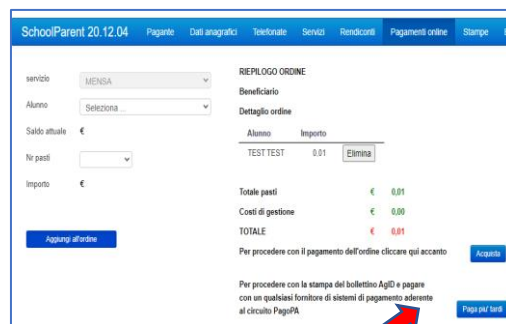 SchoolParent 20.12.04 Pagante Dati anagrafici Telefonate Servizi Rendiconti Pagamenti online Stampe
servizio MENSA
Alunno Seleziona ...
Saldo attuale €
Nr pasti
Importo €
Aggiungi all'ordine
RIEPILOGO ORDINE
Beneficiario
Dettaglio ordine
Alunno Importo
TEST TEST 0,01 Elimina
Totale pasti € 0,01
Costi di gestione € 0,00
TOTALE € 0,01
Per procedere con il pagamento dell'ordine cliccare qui accanto Acquista
Per procedere con la stampa del bollettino AgID e pagare
con un qualsiasi fornitore di sistemi di pagamento aderente
al circuito PagoPA Paga piu' tardi